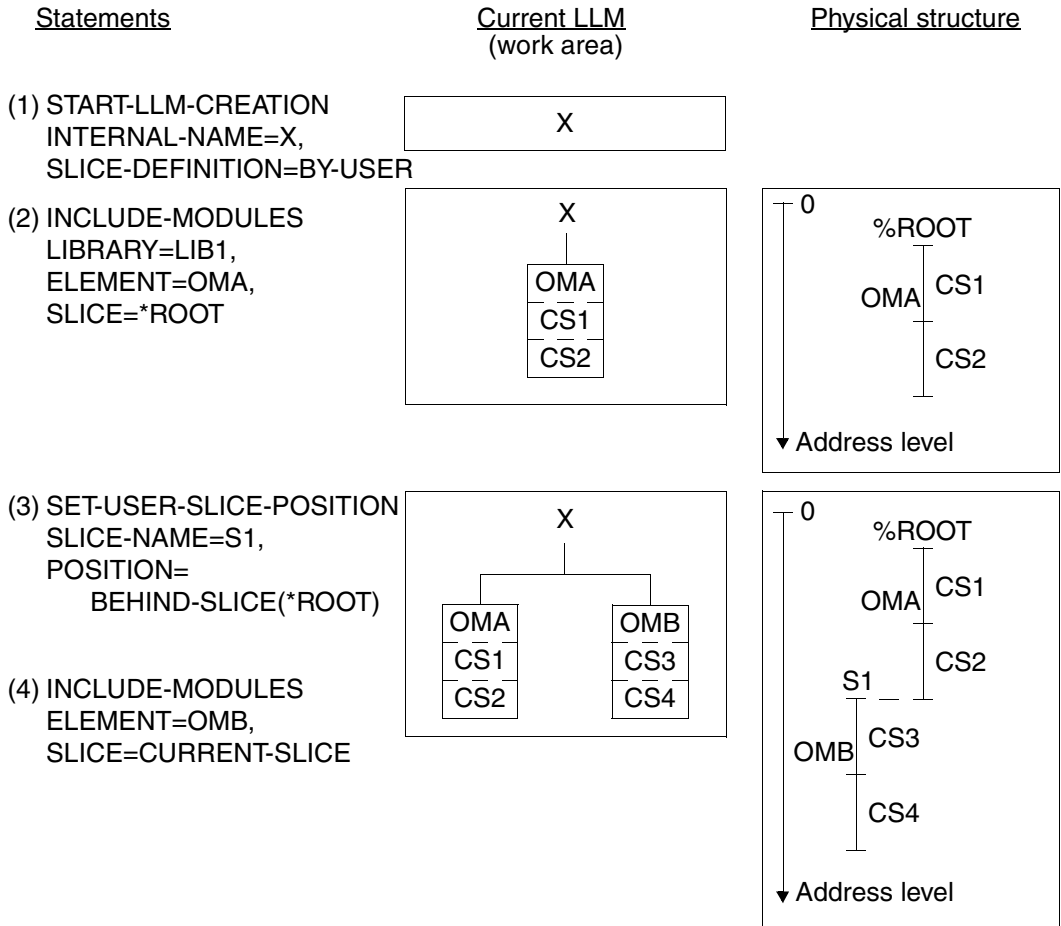 Statements
Current LLM
(work area)
Physical structure
(1) START-LLM-CREATION
INTERNAL-NAME=X,
SLICE-DEFINITION=BY-USER
X
(2) INCLUDE-MODULES
LIBRARY=LIB1,
ELEMENT=OMA,
SLICE=*ROOT
X
OMA
CS1
CS2
0
%ROOT
OMA
CS1
CS2
Address level
(3) SET-USER-SLICE-POSITION
SLICE-NAME=S1,
POSITION=
BEHIND-SLICE(*ROOT)
(4) INCLUDE-MODULES
ELEMENT=OMB,
SLICE=CURRENT-SLICE
X
OMA
CS1
CS2
OMB
CS3
CS4
0
%ROOT
OMA
CS1
CS2
S1
OMB
CS3
CS4
Address level